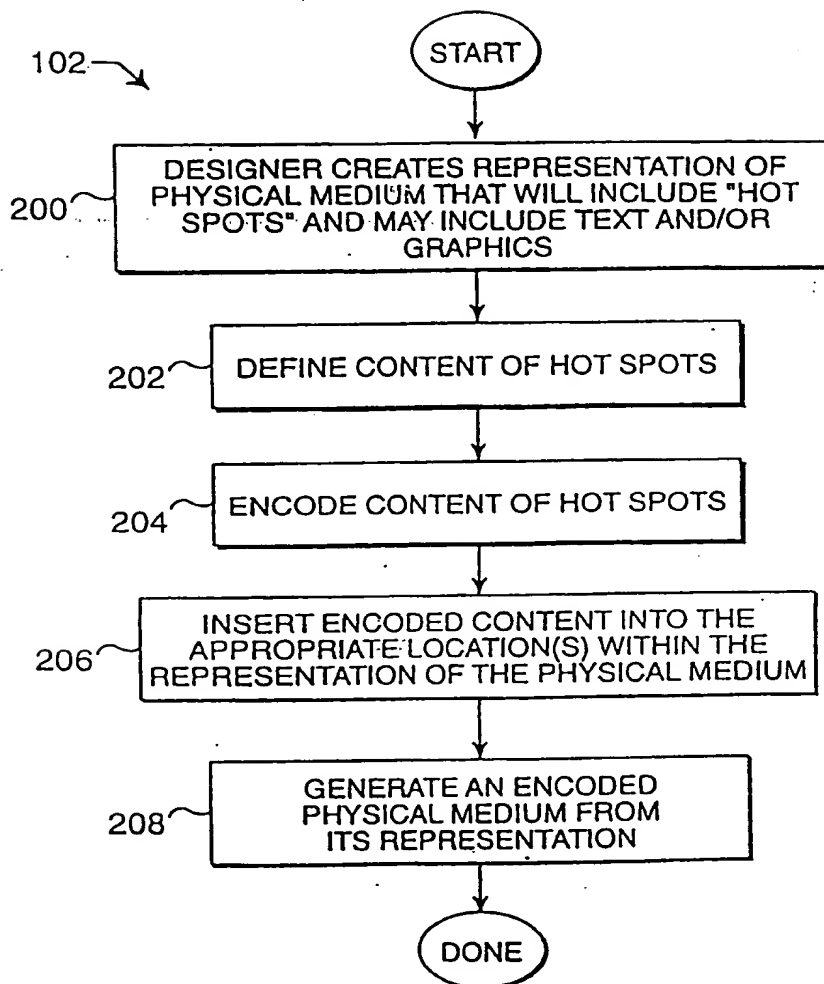 START
102
DESIGNER CREATES REPRESENTATION OF
PHYSICAL MEDIUM THAT WILL INCLUDE "HOT
SPOTS" AND MAY INCLUDE TEXT AND/OR
GRAPHICS
200
DEFINE CONTENT OF HOT SPOTS
202
ENCODE CONTENT OF HOT SPOTS
204
INSERT ENCODED CONTENT INTO THE
APPROPRIATE LOCATION(S) WITHIN THE
REPRESENTATION OF THE PHYSICAL MEDIUM
206
GENERATE AN ENCODED
PHYSICAL MEDIUM FROM
ITS REPRESENTATION
208
DONE